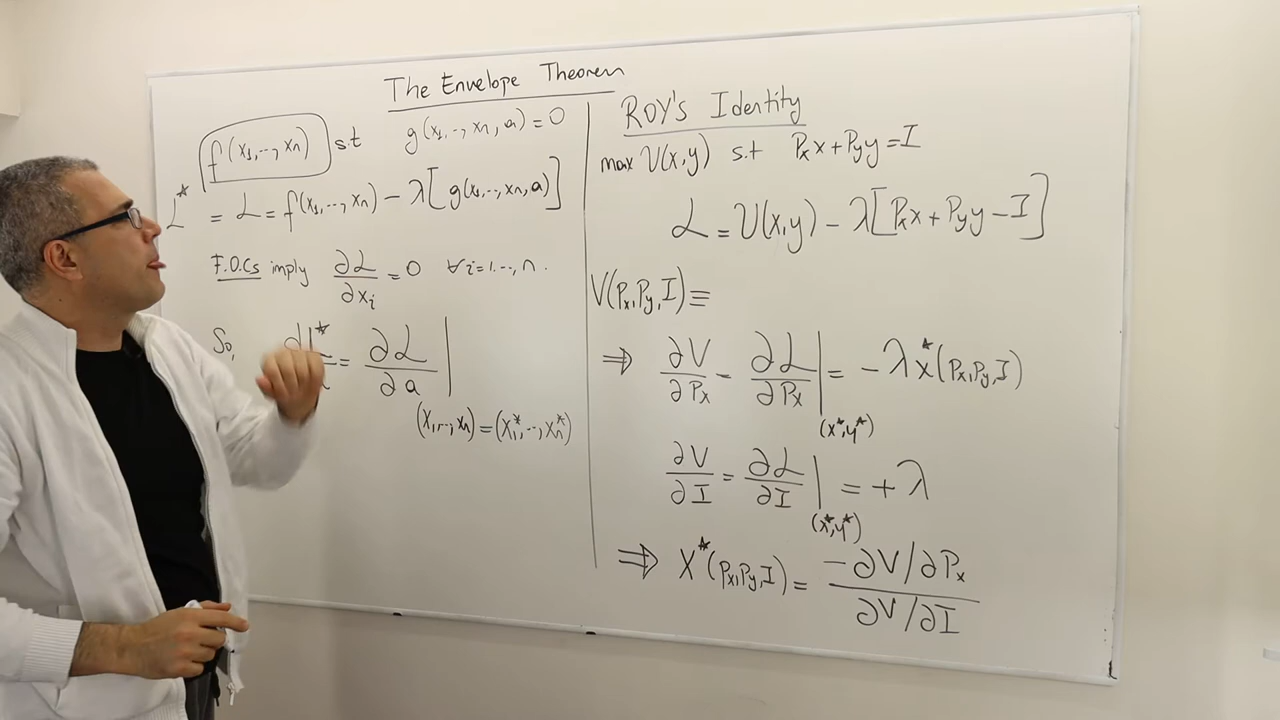 The Envelope Theorem
f(x₁,..,xₙ) s.t g(x₁,..,xₙ,a)=0
L* = ℒ = f(x₁,..,xₙ) − λ[g(x₁,..,xₙ,a)]
F.O.Cs imply ∂ℒ/∂xᵢ = 0 ∀i=1..,n.
So, = ∂ℒ/∂a |
(x₁,..,xₙ)=(x₁*,..,xₙ*)
ROY'S Identity
max U(x,y) s.t Pₓx+Pyy=I
ℒ = U(x,y) − λ[Pₓx+Pyy−I]
V(Pₓ,Py,I)≡
⇒ ∂V/∂Pₓ − ∂ℒ/∂Pₓ | = −λx*(Pₓ,Py,I)
(x*,y*)
∂V/∂I = ∂ℒ/∂I | = +λ
(x*,y*)
⇒ X*(Pₓ,Py,I) = −∂V/∂Pₓ / ∂V/∂I